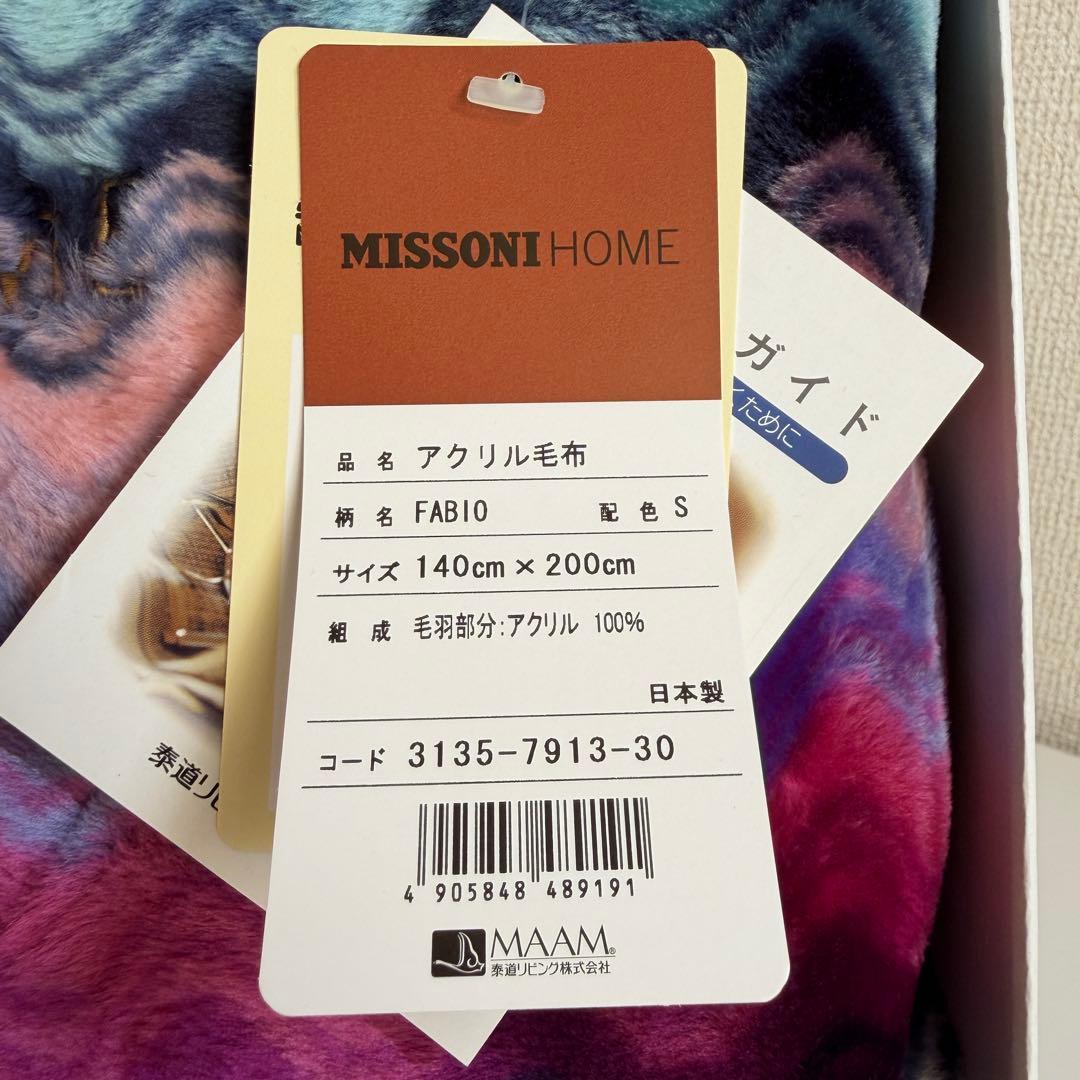 MISSONI HOME
ガイド
くために
品名 アクリル毛布
柄名 FABIO 配色 S
サイズ 140cm×200cm
組成 毛羽部分:アクリル 100%
日本製
コード 3135-7913-30
泰道リビ
4 905848 489191
MAAM®
泰道リビング株式会社